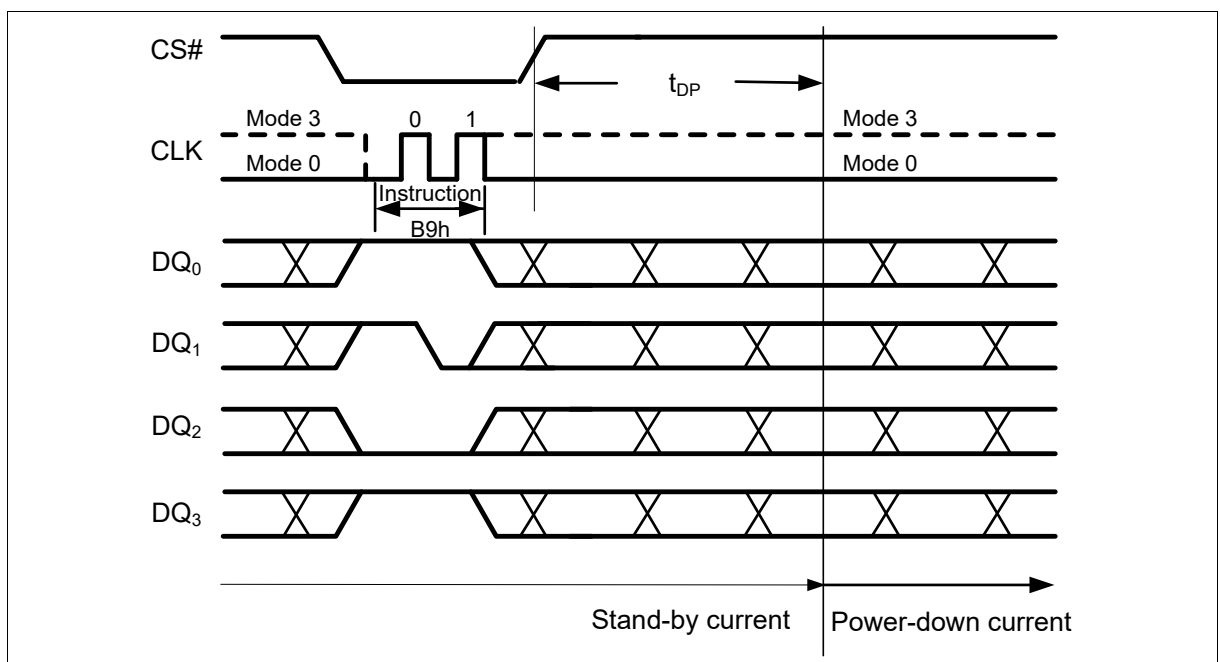 CS#
t_DP
Mode 3 0 1 Mode 3
CLK
Mode 0 Mode 0
Instruction
B9h
DQ₀
DQ₁
DQ₂
DQ₃
Stand-by current Power-down current